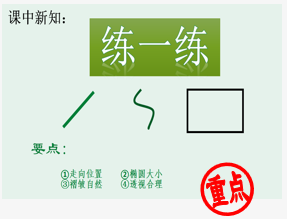 课中新知：
练一练
要点：
①走向位置 ②椭圆大小
③褶皱自然 ④透视合理
重点